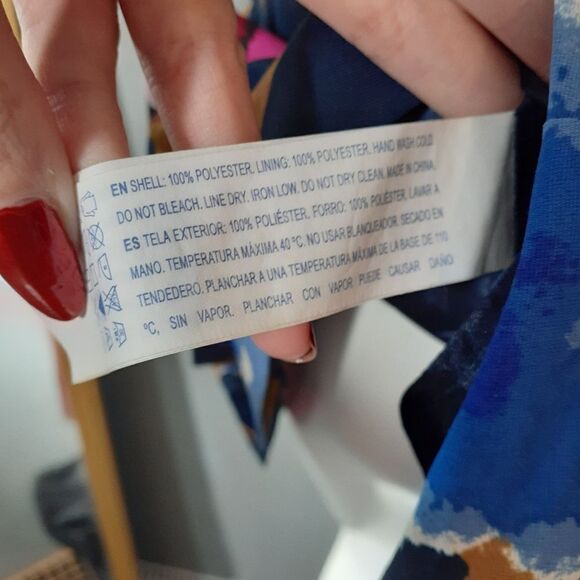 EN SHELL: 100% POLYESTER. LINING: 100% POLYESTER. HAND WASH COLD
DO NOT BLEACH. LINE DRY. IRON LOW. DO NOT DRY CLEAN. MADE IN CHINA.
ES TELA EXTERIOR: 100% POLIÉSTER. FORRO: 100% POLIÉSTER. LAVAR A
MANO. TEMPERATURA MÁXIMA 40 ºC. NO USAR BLANQUEADOR. SECADO EN
TENDEDERO. PLANCHAR A UNA TEMPERATURA MÁXIMA DE LA BASE DE 110
ºC, SIN VAPOR. PLANCHAR CON VAPOR PUEDE CAUSAR DAÑO